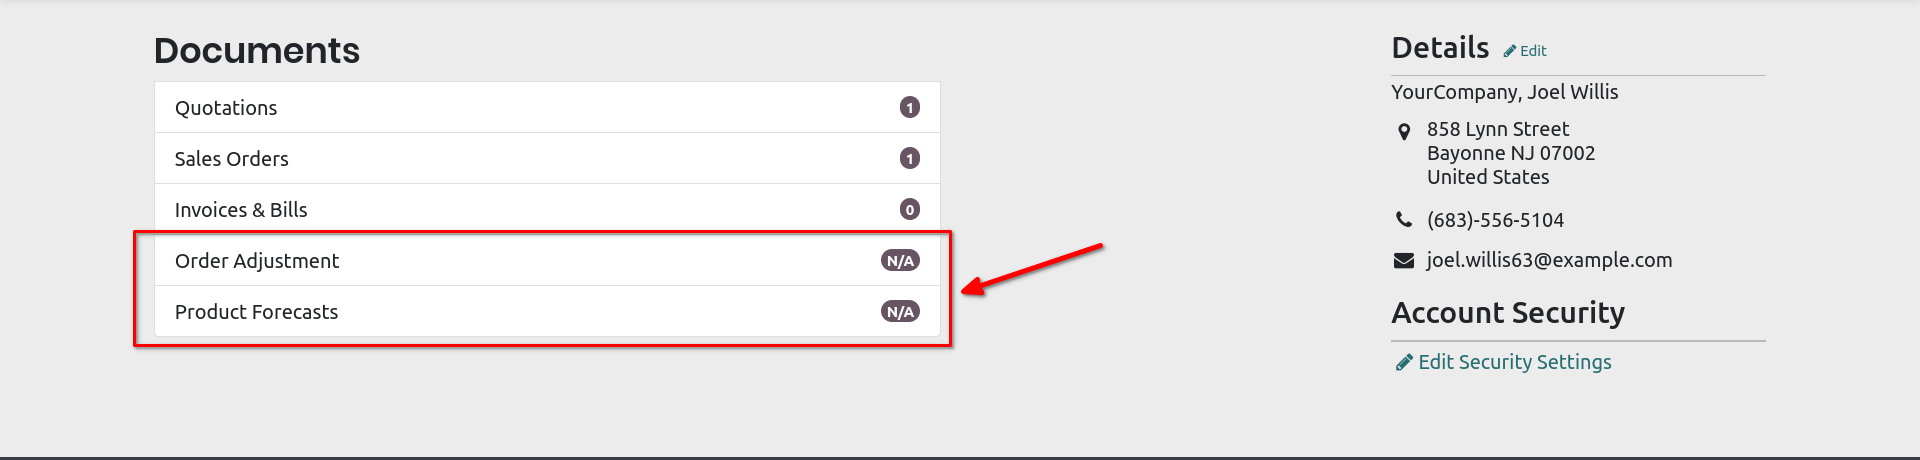 Documents
Quotations 1
Sales Orders 1
Invoices & Bills 0
Order Adjustment N/A
Product Forecasts N/A
Details Edit
YourCompany, Joel Willis
858 Lynn Street
Bayonne NJ 07002
United States
(683)-556-5104
joel.willis63@example.com
Account Security
Edit Security Settings